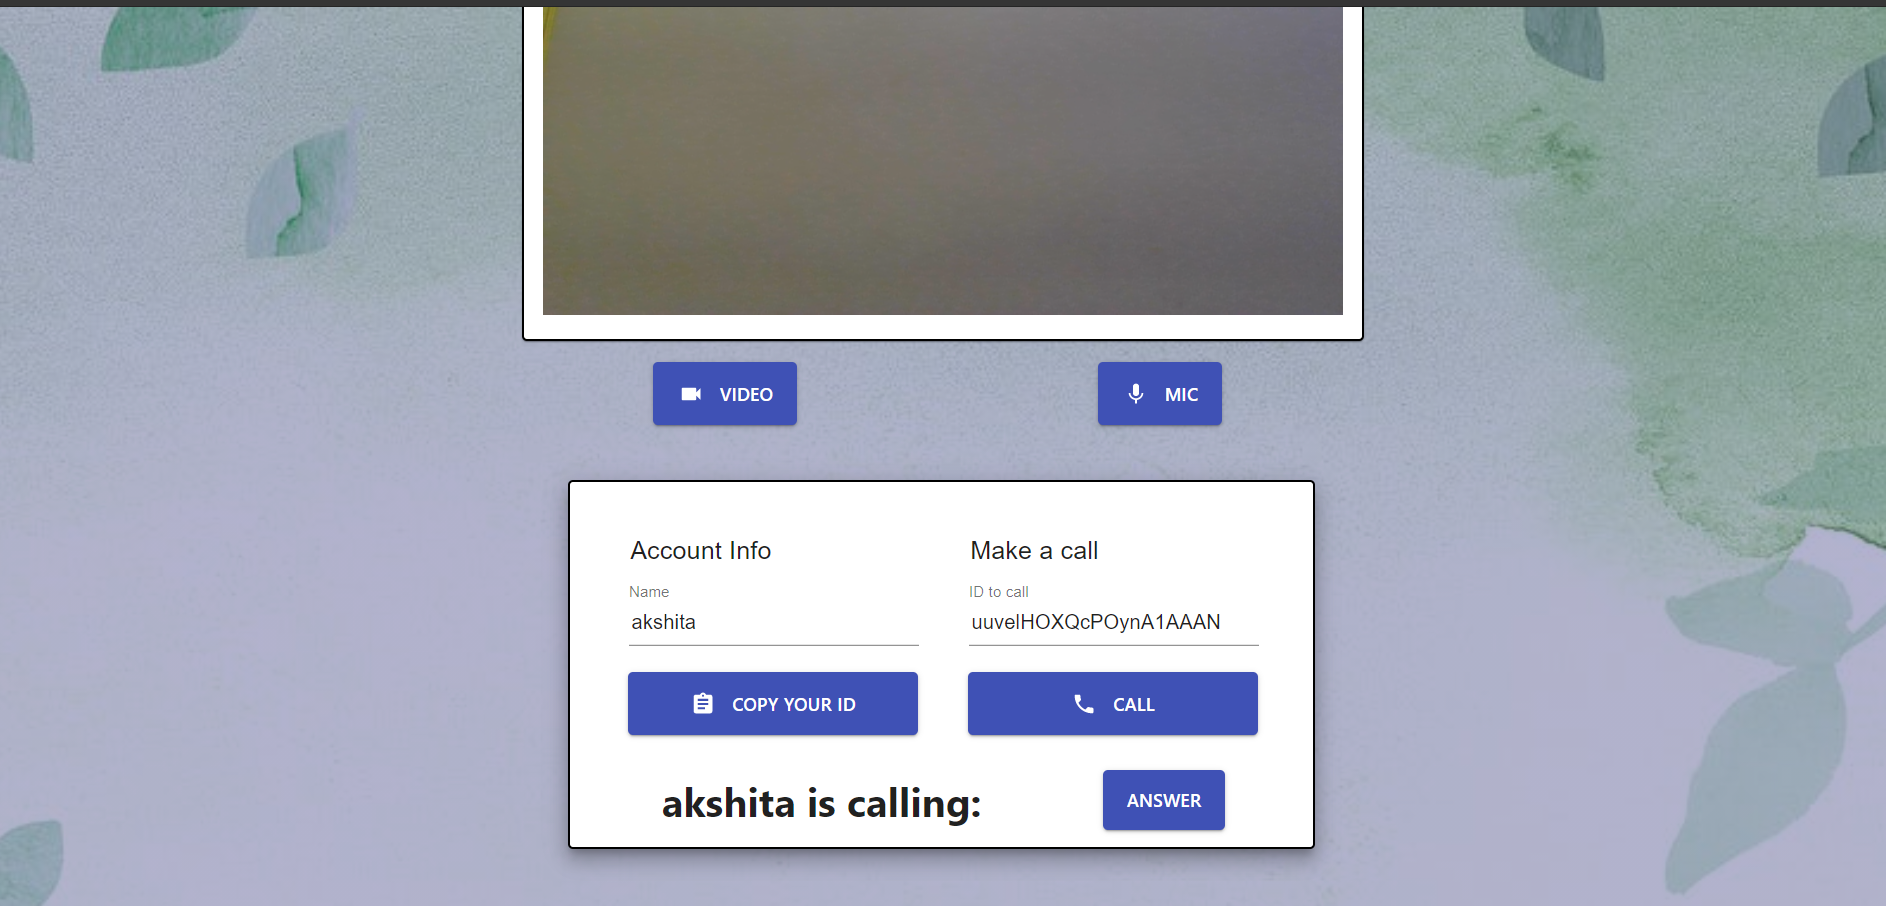 VIDEO
MIC
Account Info
Make a call
Name
ID to call
akshita
uuvelHOXQcPOynA1AAAN
COPY YOUR ID
CALL
akshita is calling:
ANSWER